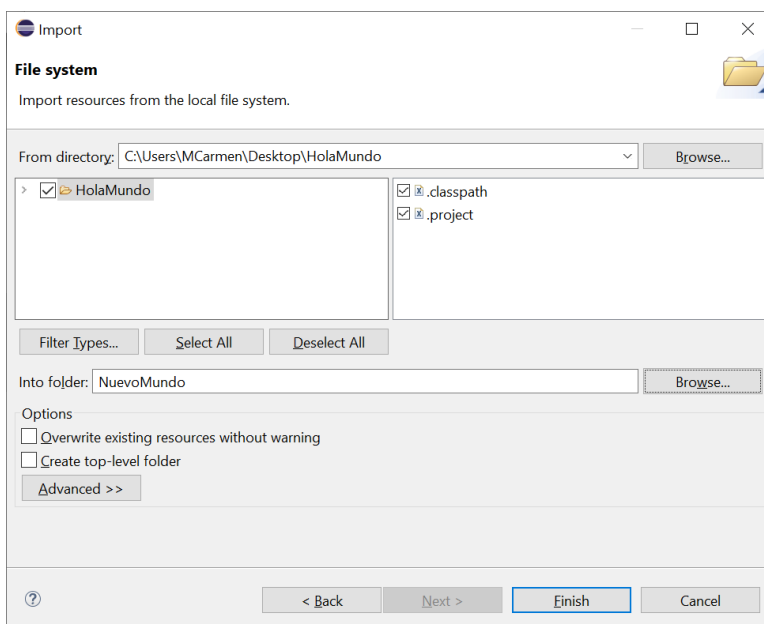 Import
File system
Import resources from the local file system.
From directory: C:\Users\MCarmen\Desktop\HolaMundo Browse...
HolaMundo .classpath
.project
Filter Types... Select All Deselect All
Into folder: NuevoMundo Browse...
Options
Overwrite existing resources without warning
Create top-level folder
Advanced >>
? < Back Next > Finish Cancel